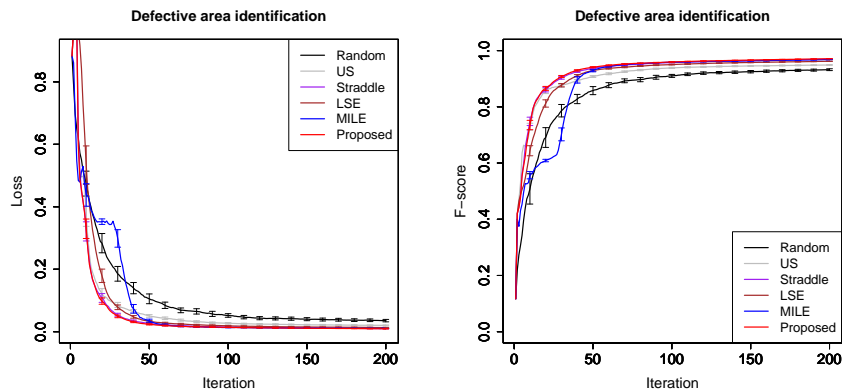 Defective area identification
Loss
0.0
0.2
0.4
0.6
0.8
0
50
100
150
200
Iteration
Random
US
Straddle
LSE
MILE
Proposed
Defective area identification
F−score
0.0
0.2
0.4
0.6
0.8
1.0
0
50
100
150
200
Iteration
Random
US
Straddle
LSE
MILE
Proposed